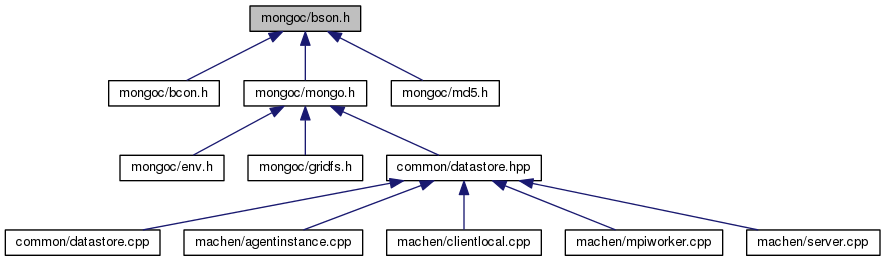 mongoc/bson.h
mongoc/bcon.h
mongoc/mongo.h
mongoc/md5.h
mongoc/env.h
mongoc/gridfs.h
common/datastore.hpp
common/datastore.cpp
machen/agentinstance.cpp
machen/clientlocal.cpp
machen/mpiworker.cpp
machen/server.cpp